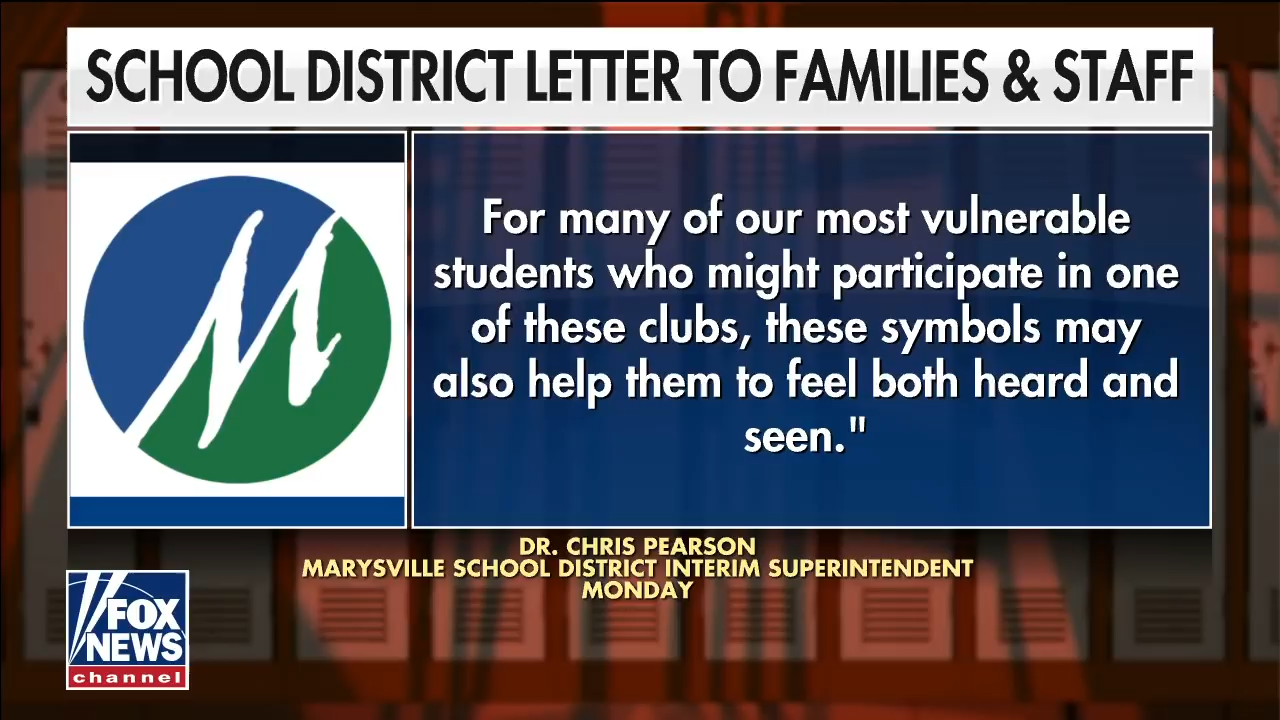 SCHOOL DISTRICT LETTER TO FAMILIES & STAFF
M
For many of our most vulnerable
students who might participate in one
of these clubs, these symbols may
also help them to feel both heard and
seen."
DR. CHRIS PEARSON
MARYSVILLE SCHOOL DISTRICT INTERIM SUPERINTENDENT
MONDAY
FOX
NEWS
channel